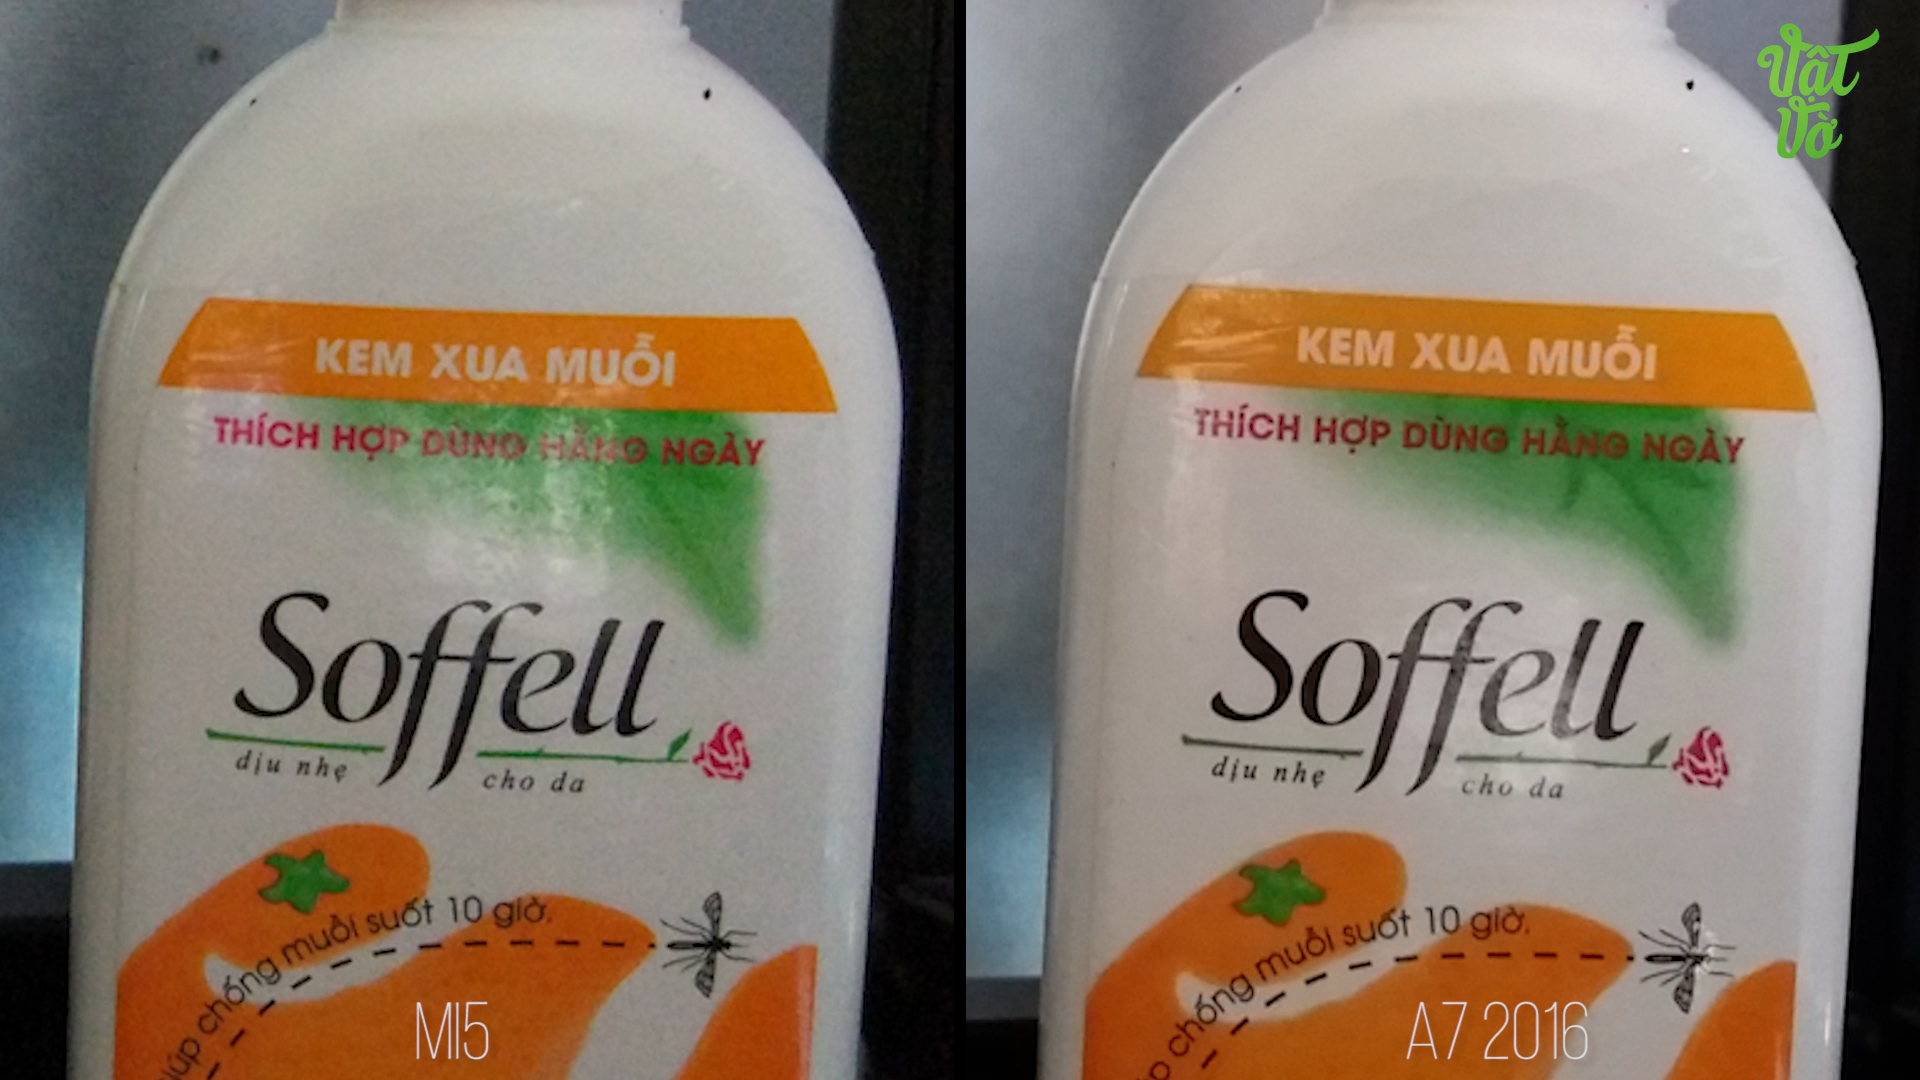 KEM XUA MUỖI
THÍCH HỢP DÙNG HẰNG NGÀY
Soffell
dịu nhẹ cho da
giúp chống muỗi suốt 10 giờ.
MI5
Vật
Vờ
KEM XUA MUỖI
THÍCH HỢP DÙNG HẰNG NGÀY
Soffell
dịu nhẹ cho da
chống muỗi suốt 10 giờ.
A7 2016